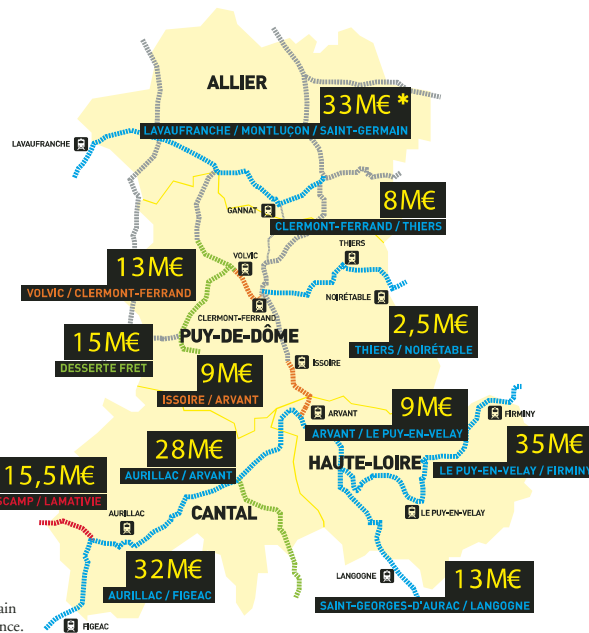 ALLIER
33M€ *
LAVAUFRANCHE / MONTLUÇON / SAINT-GERMAIN
LAVAUFRANCHE
8M€
CLERMONT-FERRAND / THIERS
GANNAT
THIERS
VOLVIC
13M€
VOLVIC / CLERMONT-FERRAND
NOIRÉTABLE
CLERMONT-FERRAND
PUY-DE-DÔME
2,5M€
THIERS / NOIRÉTABLE
15M€
DESSERTE FRET
9M€
ISSOIRE / ARVANT
ISSOIRE
ARVANT
9M€
ARVANT / LE PUY-EN-VELAY
FIRMINY
28M€
AURILLAC / ARVANT
HAUTE-LOIRE
35M€
LE PUY-EN-VELAY / FIRMINY
15,5M€
SCAMP / LAMATIVIE
AURILLAC
CANTAL
LE PUY-EN-VELAY
32M€
AURILLAC / FIGEAC
LANGOGNE
13M€
SAINT-GEORGES-D'AURAC / LANGOGNE
ain
nce.
FIGEAC